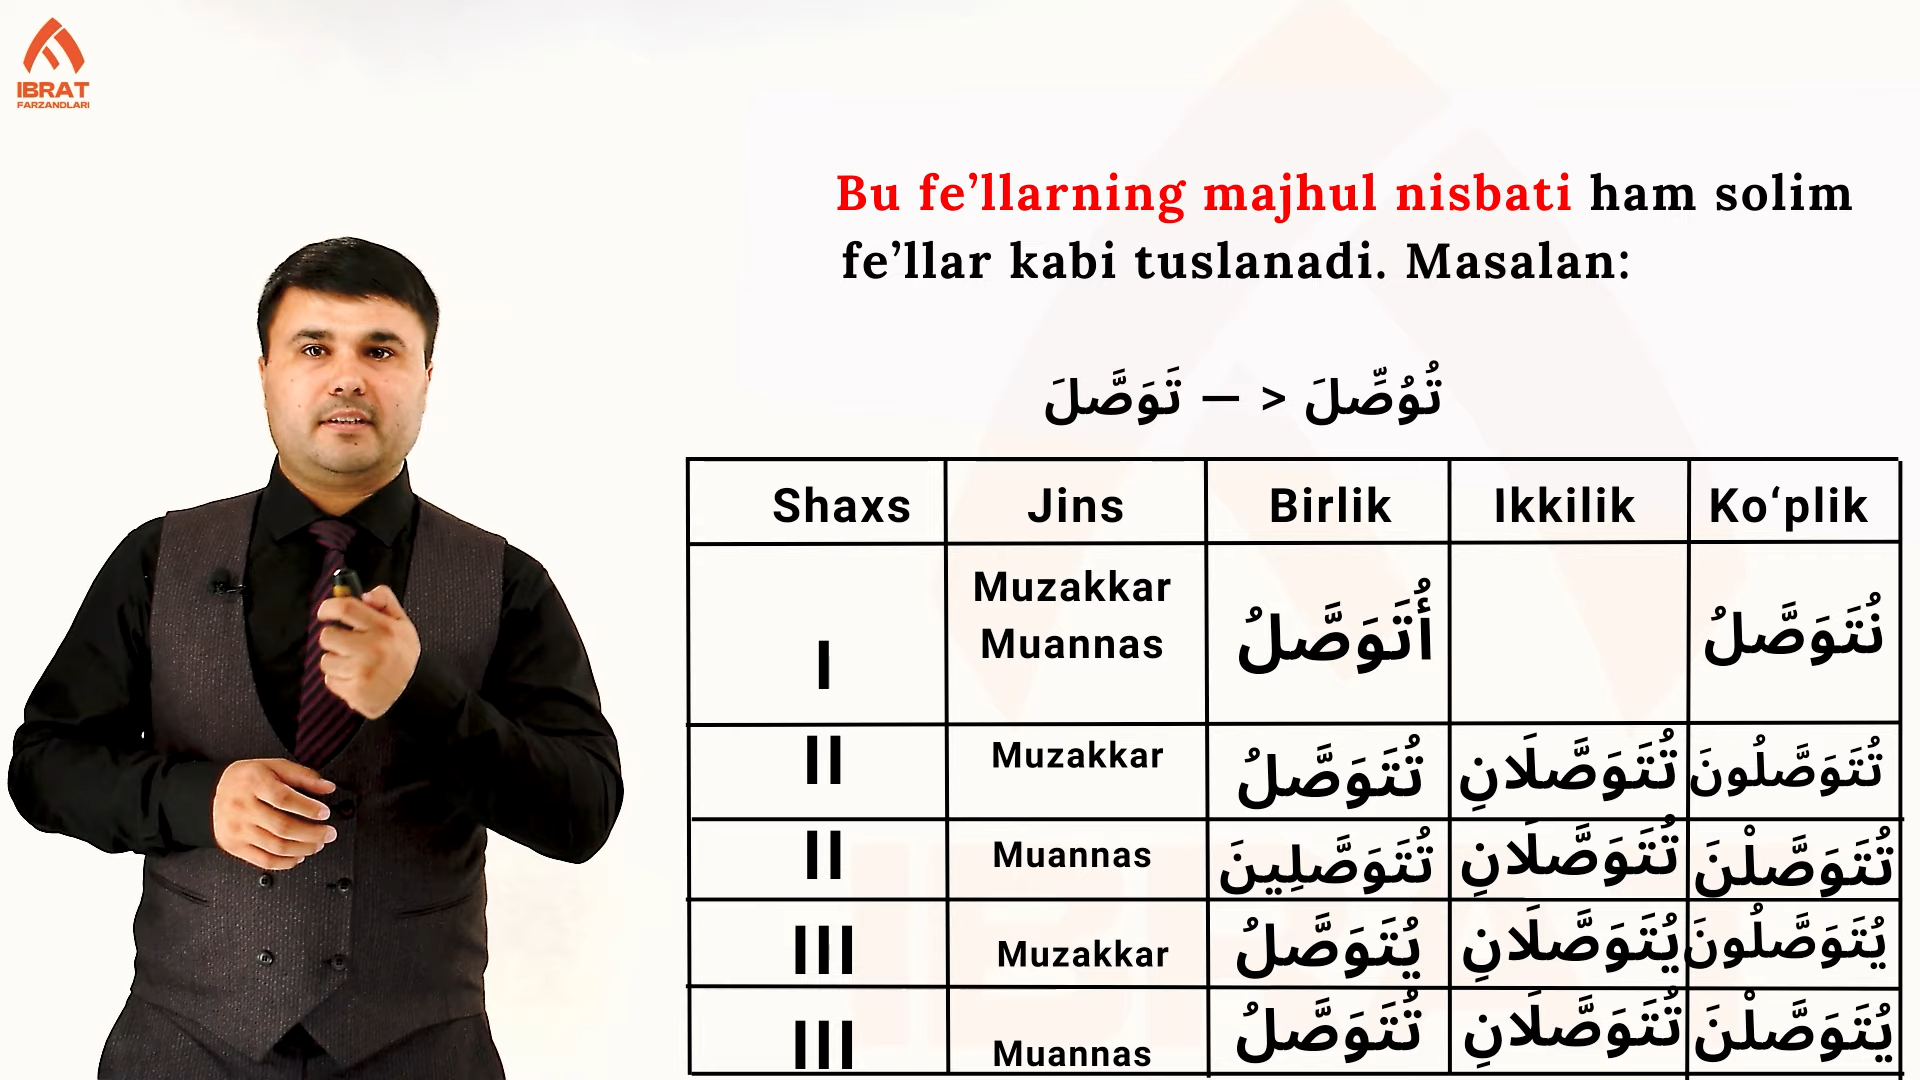 IBRAT
FARZANDLARI
Bu fe’llarning majhul nisbati ham solim
fe’llar kabi tuslanadi. Masalan:
تَوَصَّلَ — > تُوُصِّلَ
Shaxs Jins Birlik Ikkilik Ko‘plik
I Muzakkar Muannas أُتَوَصَّلُ نُتَوَصَّلُ
II Muzakkar تُتَوَصَّلُ تُتَوَصَّلَانِ تُتَوَصَّلُونَ
II Muannas تُتَوَصَّلِينَ تُتَوَصَّلَانِ تُتَوَصَّلْنَ
III Muzakkar يُتَوَصَّلُ يُتَوَصَّلَانِ يُتَوَصَّلُونَ
III Muannas تُتَوَصَّلُ تُتَوَصَّلَانِ يُتَوَصَّلْنَ